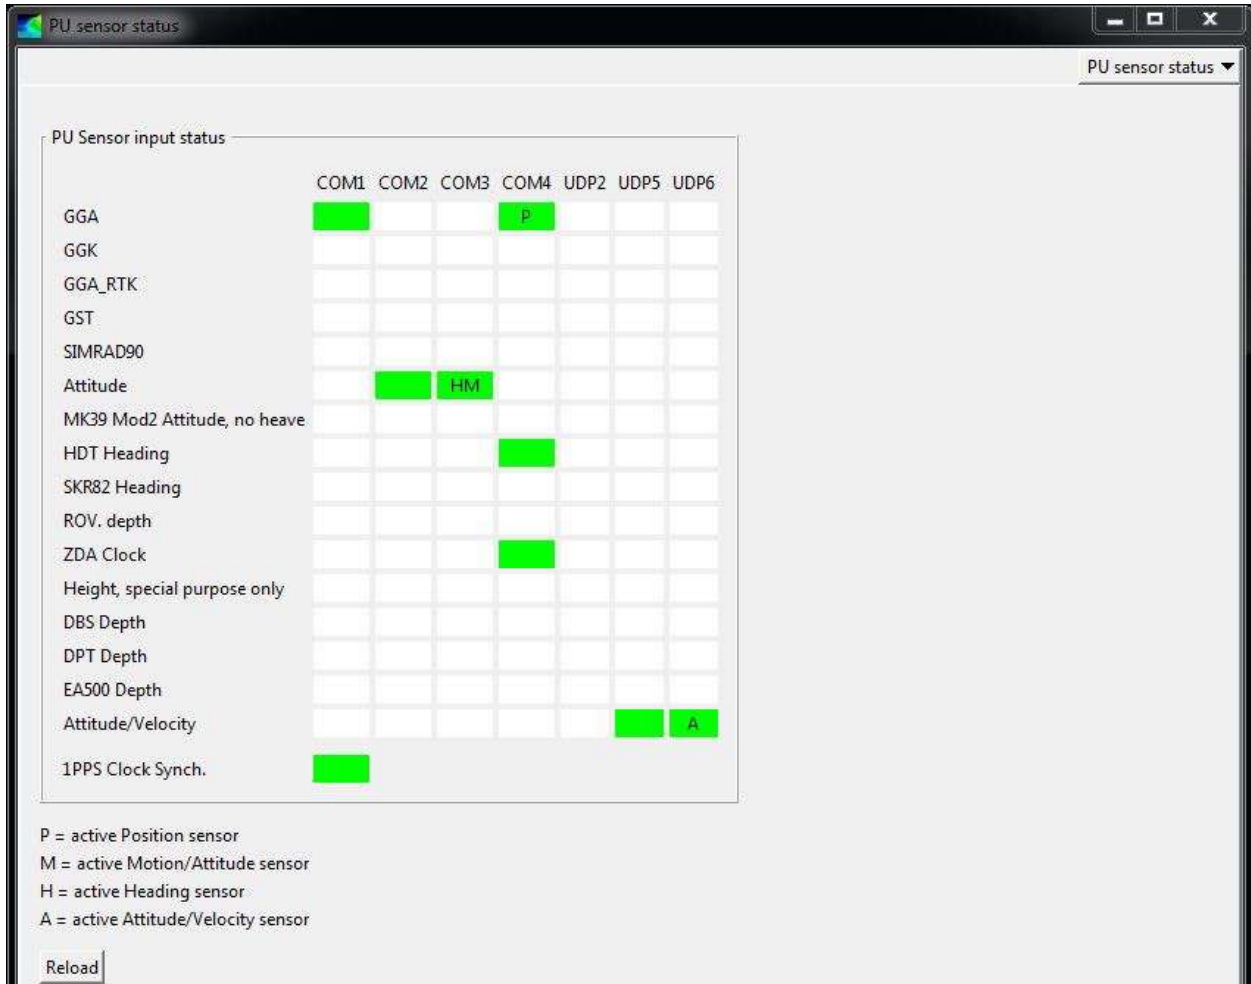 PU sensor status
PU sensor status
PU Sensor input status
COM1 COM2 COM3 COM4 UDP2 UDP5 UDP6
GGA P
GGK
GGA_RTK
GST
SIMRAD90
Attitude HM
MK39 Mod2 Attitude, no heave
HDT Heading
SKR82 Heading
ROV. depth
ZDA Clock
Height, special purpose only
DBS Depth
DPT Depth
EA500 Depth
Attitude/Velocity A
1PPS Clock Synch.
P = active Position sensor
M = active Motion/Attitude sensor
H = active Heading sensor
A = active Attitude/Velocity sensor
Reload